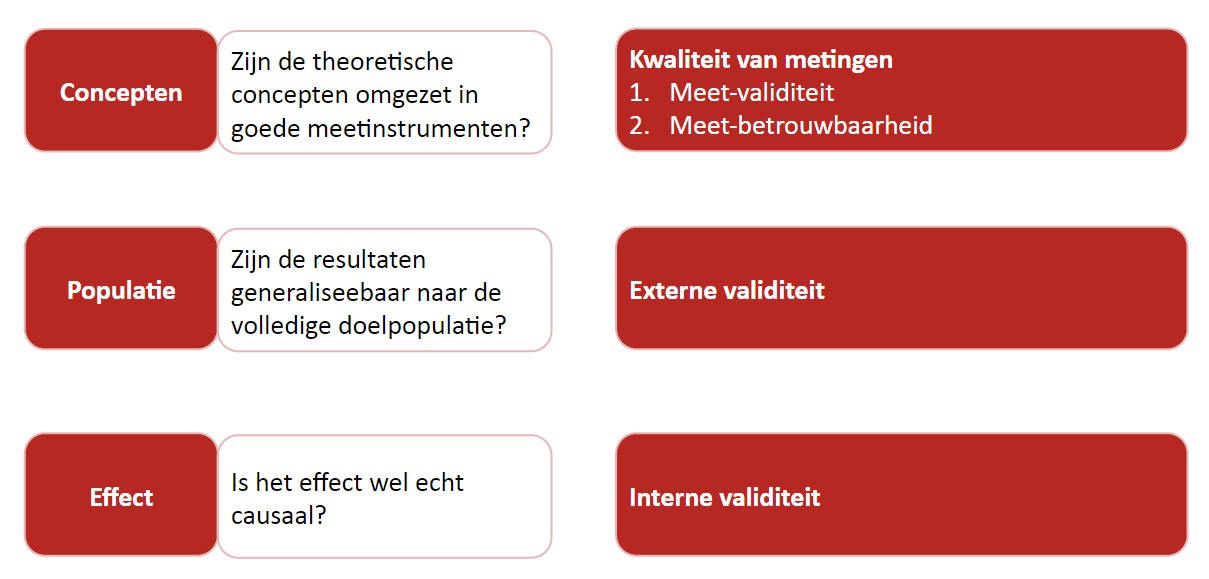 Concepten
Zijn de theoretische
concepten omgezet in
goede meetinstrumenten?
Kwaliteit van metingen
1. Meet-validiteit
2. Meet-betrouwbaarheid
Populatie
Zijn de resultaten
generaliseebaar naar de
volledige doelpopulatie?
Externe validiteit
Effect
Is het effect wel echt
causaal?
Interne validiteit